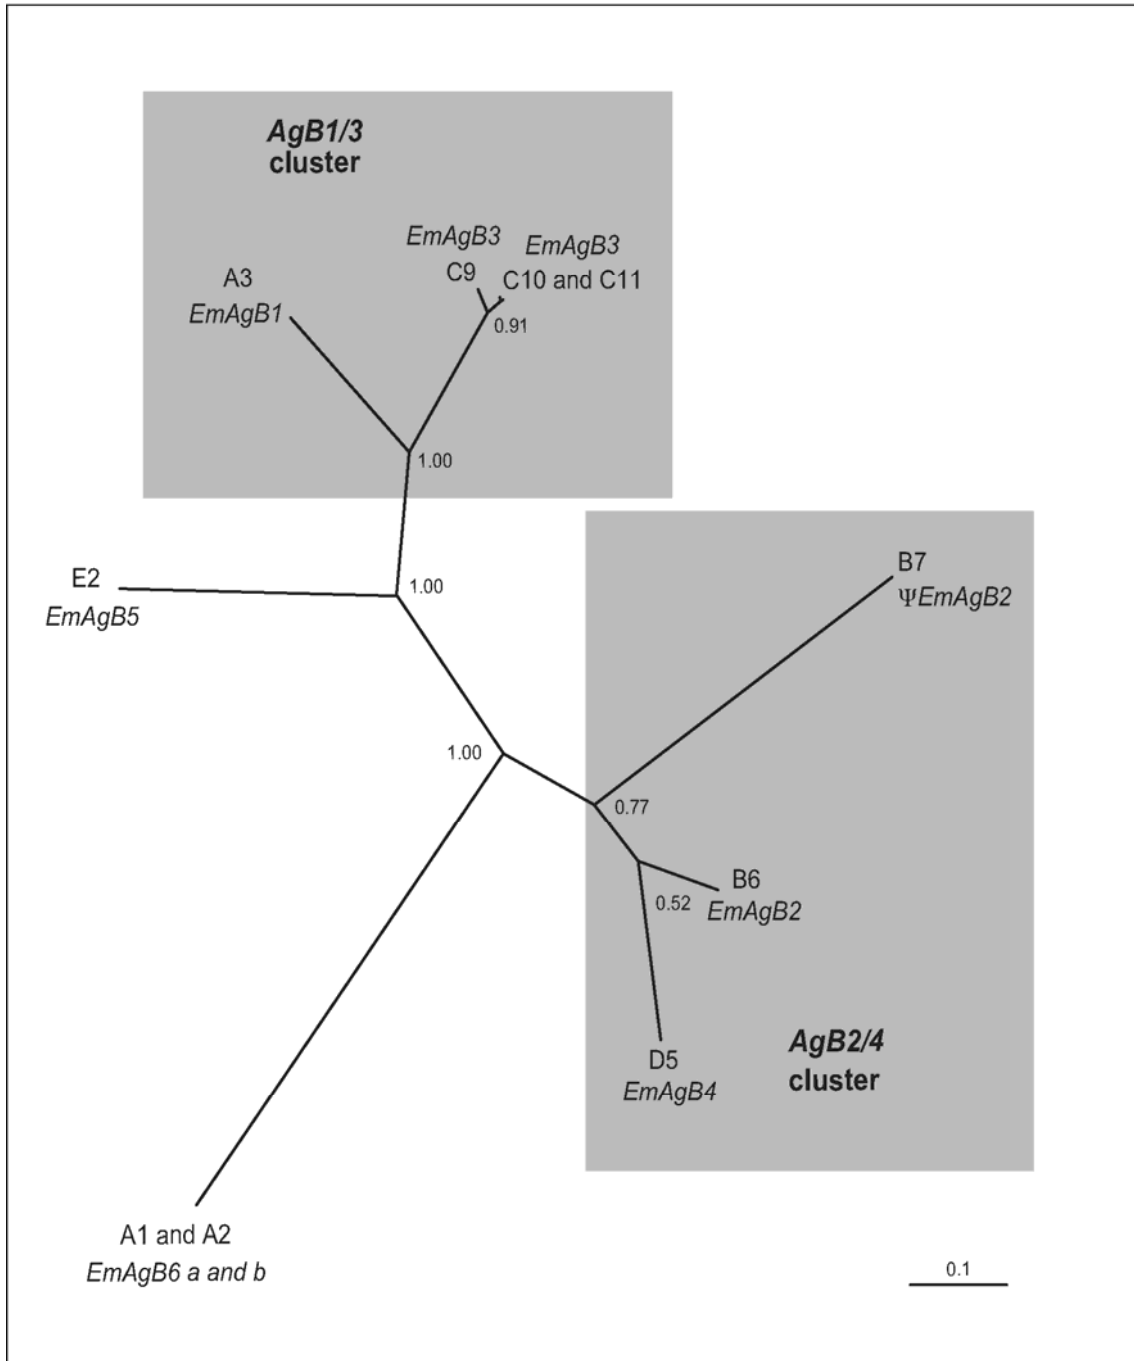 AgB1/3
cluster
EmAgB3
EmAgB3
C9
C10 and C11
A3
EmAgB1
0.91
1.00
E2
EmAgB5
1.00
B7
ΨEmAgB2
1.00
0.77
B6
EmAgB2
0.52
D5
EmAgB4
AgB2/4
cluster
A1 and A2
EmAgB6 a and b
0.1